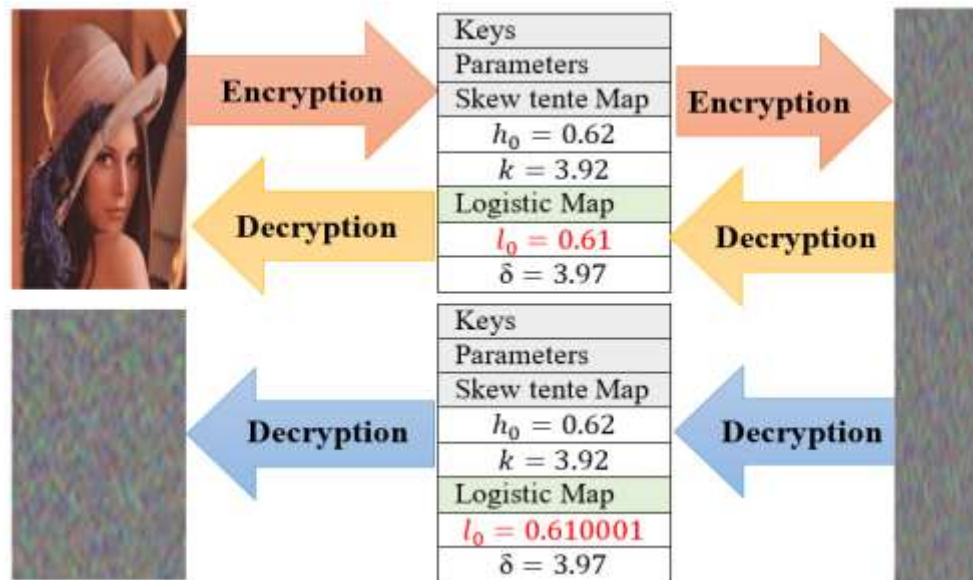 Encryption
Keys
Parameters
Skew tente Map
h₀ = 0.62
k = 3.92
Logistic Map
l₀ = 0.61
δ = 3.97
Encryption
Decryption
Decryption
Keys
Parameters
Skew tente Map
h₀ = 0.62
k = 3.92
Logistic Map
l₀ = 0.610001
δ = 3.97
Decryption
Decryption